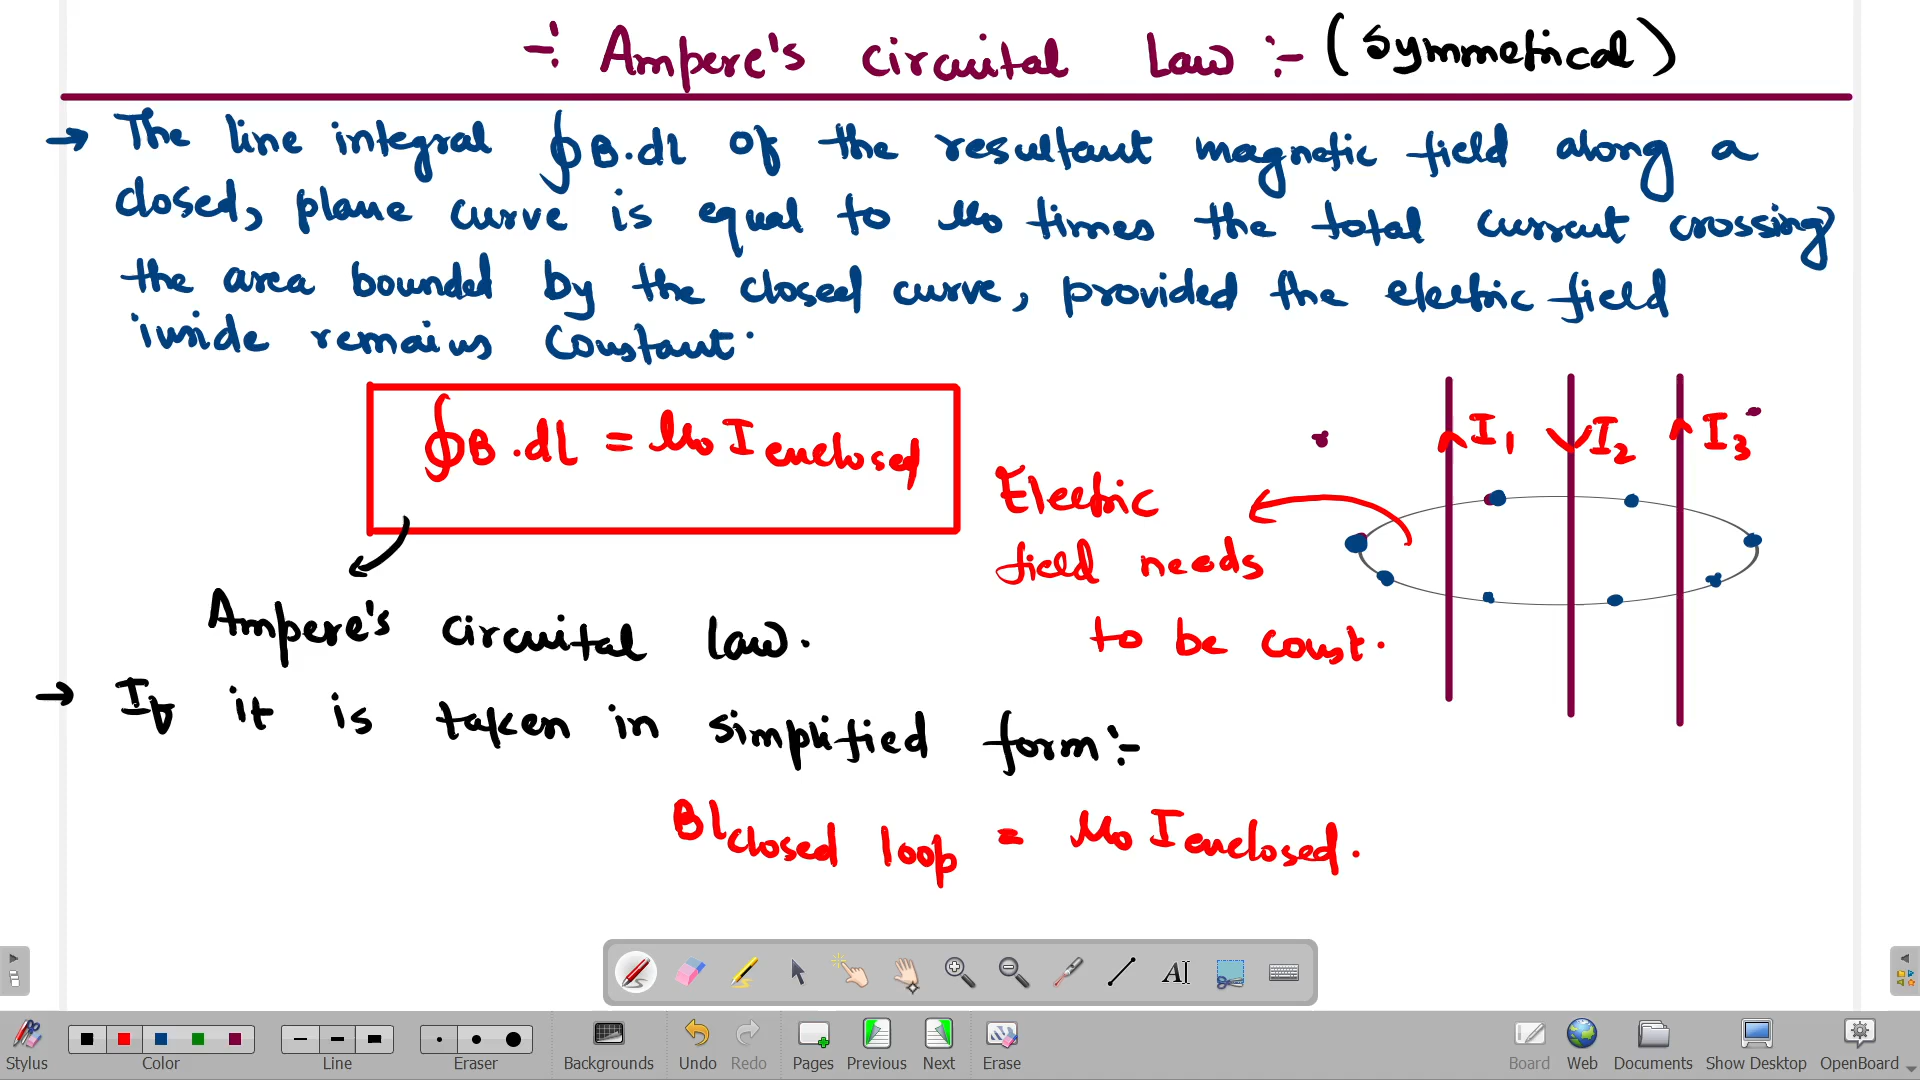 -: Ampere's circuital Law :- (Symmetrical)
→ The line integral ∮B.dl of the resultant magnetic field along a
closed, plane curve is equal to μ₀ times the total current crossing
the area bounded by the closed curve, provided the electric field
inside remains constant.
∮B.dl = μ₀ I enclosed
I₁ I₂ I₃
Electric
field needs
to be const.
Ampere's circuital law.
→ If it is taken in simplified form :-
Bl closed loop = μ₀ I enclosed.
Stylus Color Line Eraser Backgrounds Undo Redo Pages Previous Next Erase Board Web Documents Show Desktop OpenBoard